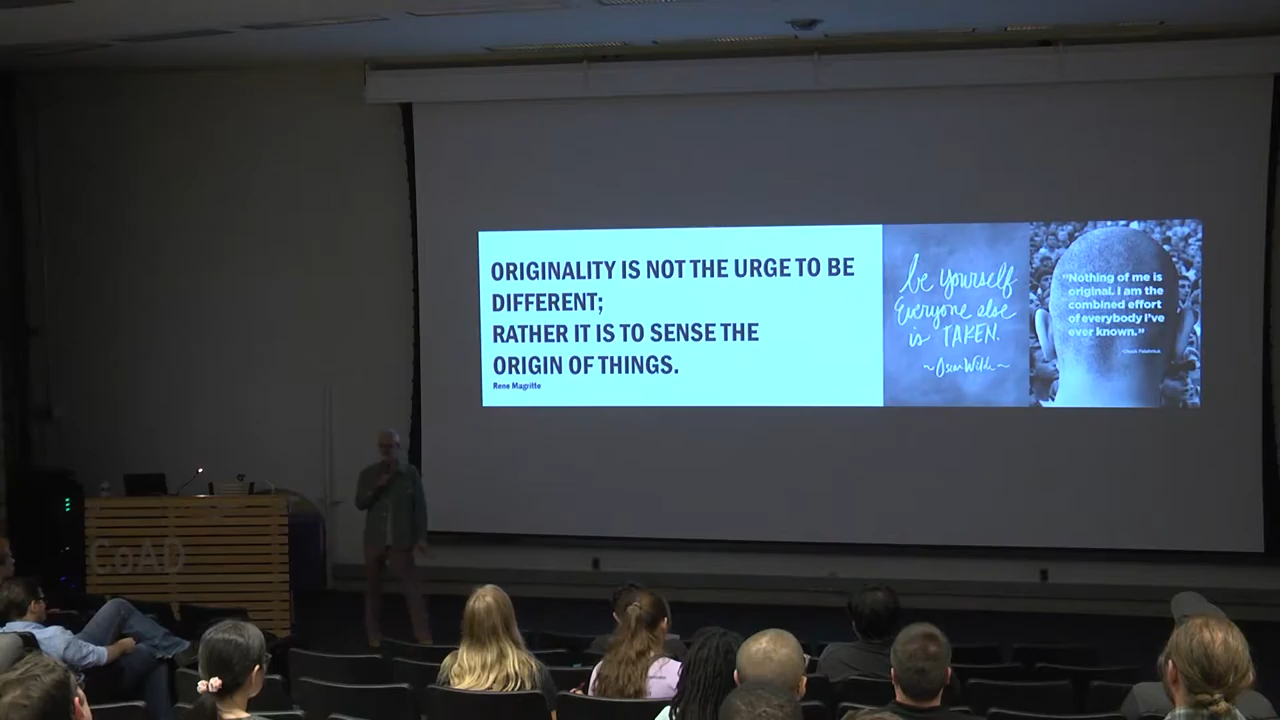 ORIGINALITY IS NOT THE URGE TO BE
DIFFERENT;
RATHER IT IS TO SENSE THE
ORIGIN OF THINGS.
Rene Magritte
be yourself
Everyone else
is TAKEN.
~Oscar Wilde~
"Nothing of me is
original. I am the
combined effort
of everybody I've
ever known."
-Chuck Palahniuk
CoAD